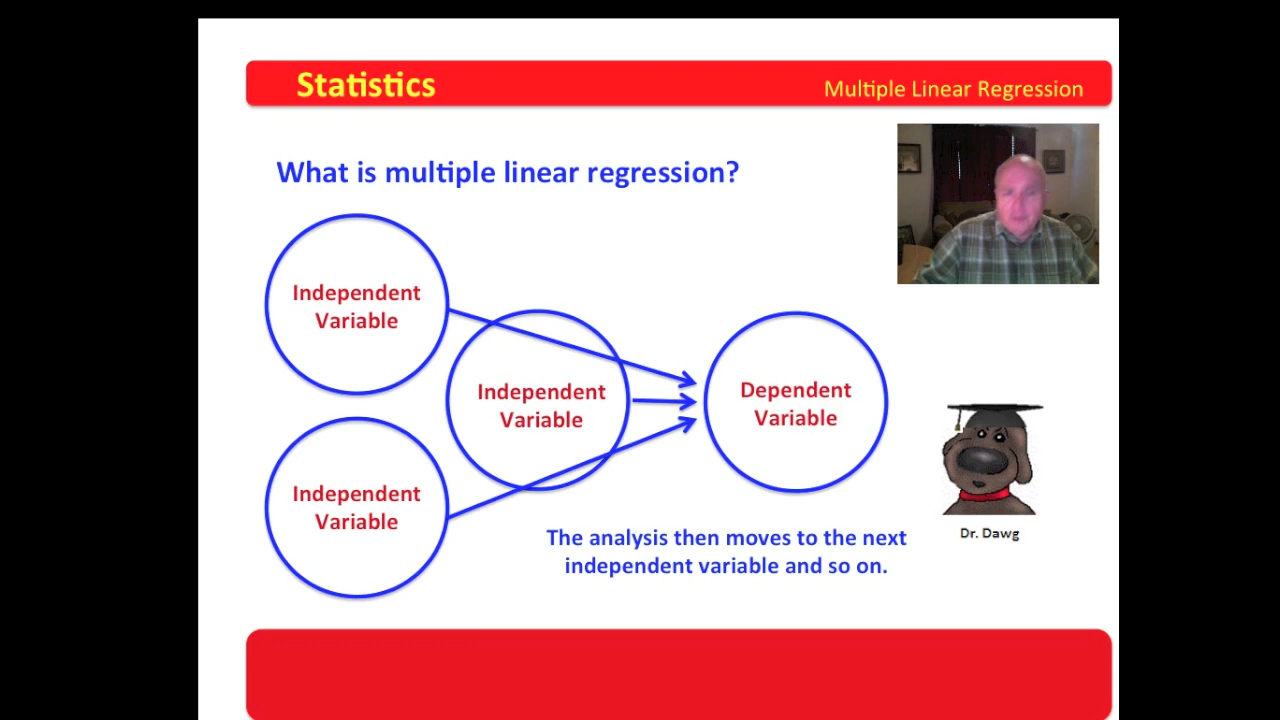 Statistics
Multiple Linear Regression
What is multiple linear regression?
Independent
Variable
Independent
Variable
Dependent
Variable
Independent
Variable
The analysis then moves to the next
independent variable and so on.
Dr. Dawg